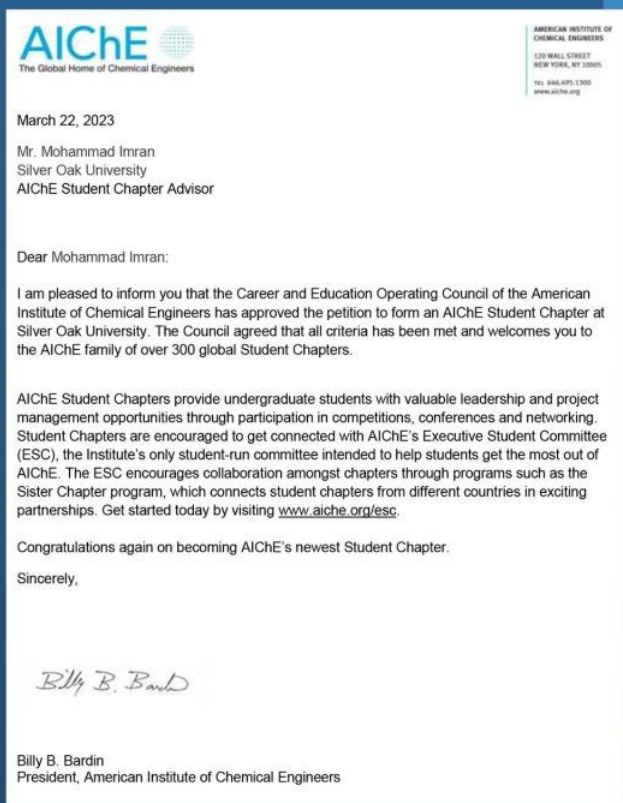 AIChE
The Global Home of Chemical Engineers
AMERICAN INSTITUTE OF
CHEMICAL ENGINEERS
120 WALL STREET
NEW YORK, NY 10005
TEL 646.495.1300
www.aiche.org
March 22, 2023
Mr. Mohammad Imran
Silver Oak University
AIChE Student Chapter Advisor
Dear Mohammad Imran:
I am pleased to inform you that the Career and Education Operating Council of the American
Institute of Chemical Engineers has approved the petition to form an AIChE Student Chapter at
Silver Oak University. The Council agreed that all criteria has been met and welcomes you to
the AIChE family of over 300 global Student Chapters.
AIChE Student Chapters provide undergraduate students with valuable leadership and project
management opportunities through participation in competitions, conferences and networking.
Student Chapters are encouraged to get connected with AIChE's Executive Student Committee
(ESC), the Institute's only student-run committee intended to help students get the most out of
AIChE. The ESC encourages collaboration amongst chapters through programs such as the
Sister Chapter program, which connects student chapters from different countries in exciting
partnerships. Get started today by visiting www.aiche.org/esc.
Congratulations again on becoming AIChE's newest Student Chapter.
Sincerely,
Billy B. Bardin
Billy B. Bardin
President, American Institute of Chemical Engineers